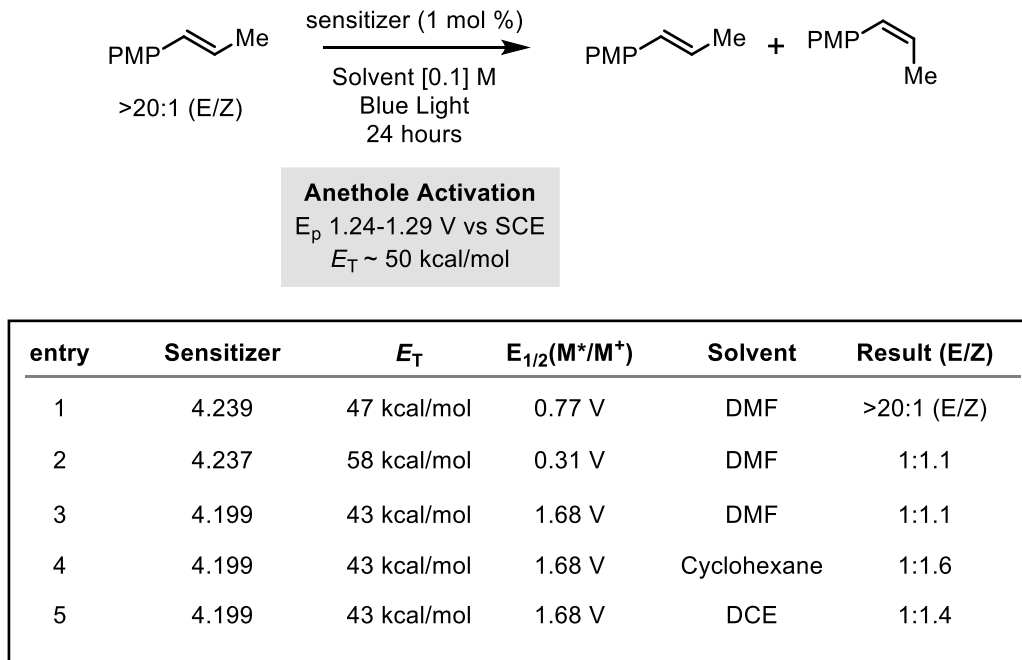 sensitizer (1 mol %)
PMP Me PMP Me + PMP Me
Solvent [0.1] M
>20:1 (E/Z)
Blue Light
24 hours
Anethole Activation
Ep 1.24-1.29 V vs SCE
ET ~ 50 kcal/mol
entry Sensitizer ET E1/2(M*/M+) Solvent Result (E/Z)
1 4.239 47 kcal/mol 0.77 V DMF >20:1 (E/Z)
2 4.237 58 kcal/mol 0.31 V DMF 1:1.1
3 4.199 43 kcal/mol 1.68 V DMF 1:1.1
4 4.199 43 kcal/mol 1.68 V Cyclohexane 1:1.6
5 4.199 43 kcal/mol 1.68 V DCE 1:1.4